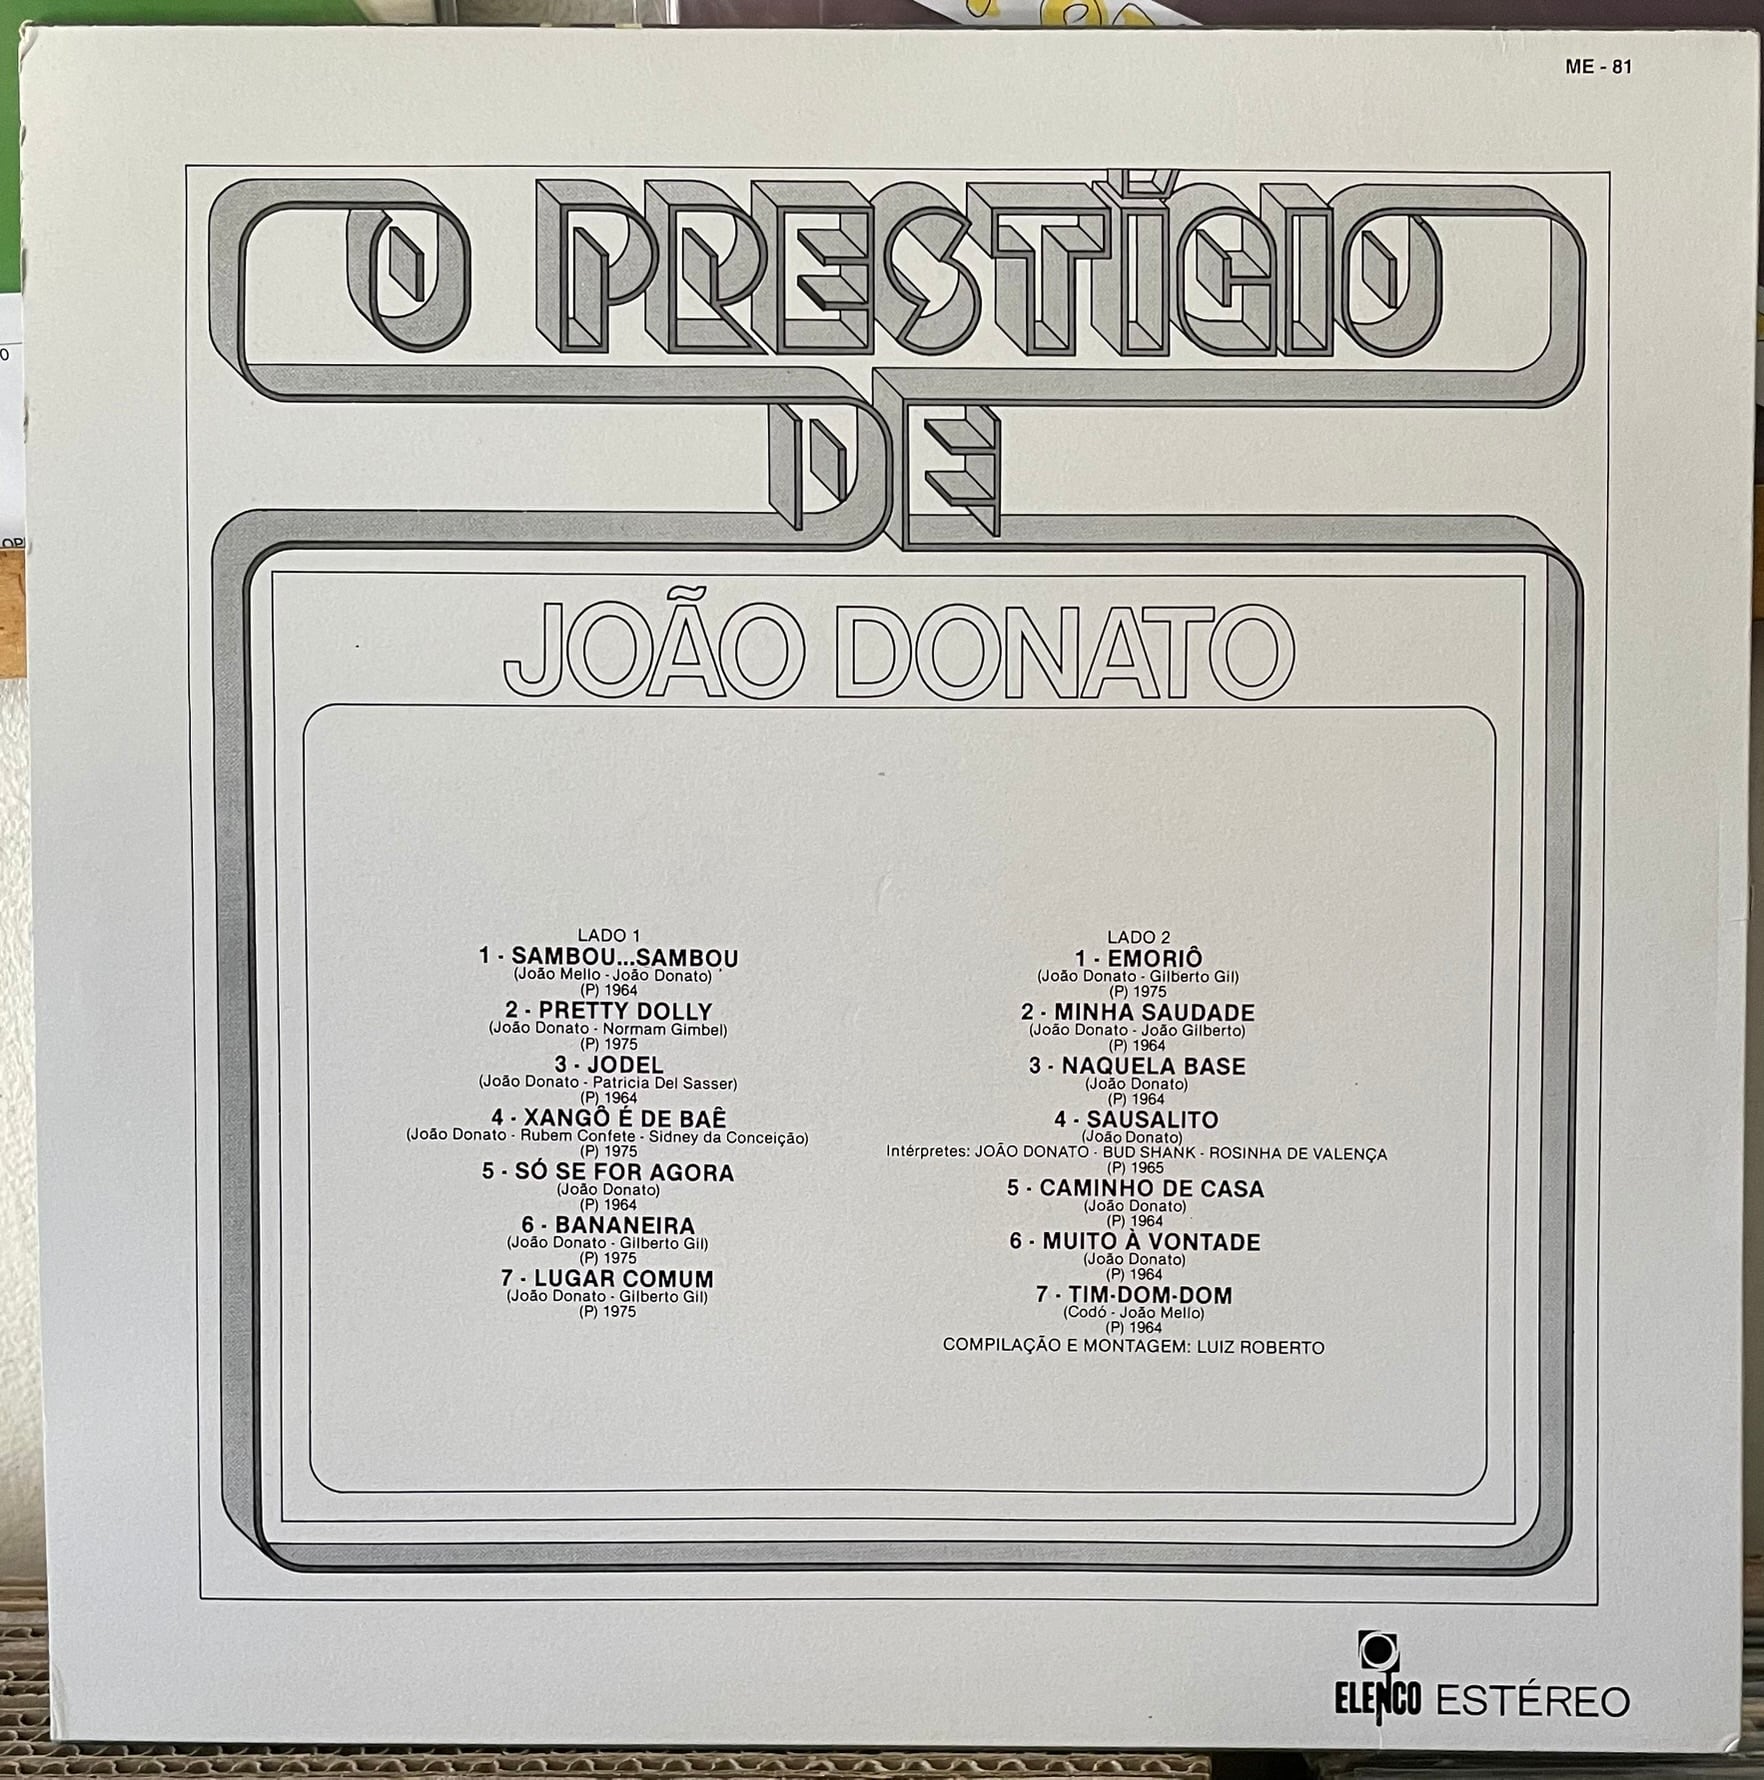 ME - 81
O PRESTÍGIO
DE
JOÃO DONATO
LADO 1
1 - SAMBOU...SAMBOU
(João Mello - João Donato)
(P) 1964
2 - PRETTY DOLLY
(João Donato - Normam Gimbel)
(P) 1975
3 - JODEL
(João Donato - Patricia Del Sasser)
(P) 1964
4 - XANGÔ É DE BAÊ
(João Donato - Rubem Confete - Sidney da Conceição)
(P) 1975
5 - SÓ SE FOR AGORA
(João Donato)
(P) 1964
6 - BANANEIRA
(João Donato - Gilberto Gil)
(P) 1975
7 - LUGAR COMUM
(João Donato - Gilberto Gil)
(P) 1975
LADO 2
1 - EMORIÔ
(João Donato - Gilberto Gil)
(P) 1975
2 - MINHA SAUDADE
(João Donato - João Gilberto)
(P) 1964
3 - NAQUELA BASE
(João Donato)
(P) 1964
4 - SAUSALITO
(João Donato)
Intérpretes: JOÃO DONATO - BUD SHANK - ROSINHA DE VALENÇA
(P) 1965
5 - CAMINHO DE CASA
(João Donato)
(P) 1964
6 - MUITO À VONTADE
(João Donato)
(P) 1964
7 - TIM-DOM-DOM
(Codó - João Mello)
(P) 1964
COMPILAÇÃO E MONTAGEM: LUIZ ROBERTO
ELENCO ESTÉREO